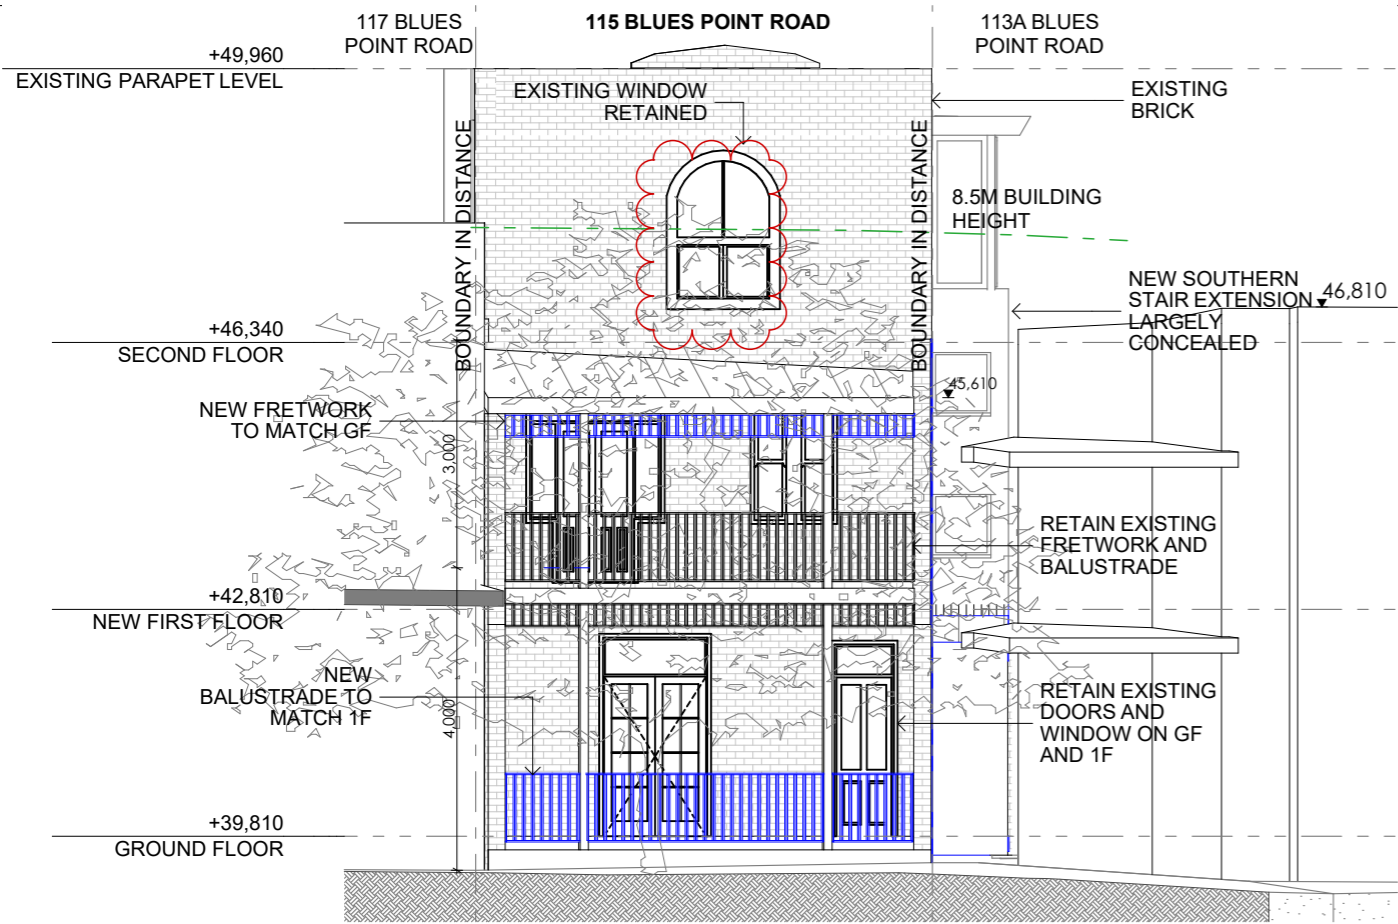 117 BLUES
POINT ROAD
115 BLUES POINT ROAD
113A BLUES
POINT ROAD
+49,960
EXISTING PARAPET LEVEL
EXISTING WINDOW
RETAINED
EXISTING
BRICK
BOUNDARY IN DISTANCE
BOUNDARY IN DISTANCE
8.5M BUILDING
HEIGHT
NEW SOUTHERN
STAIR EXTENSION
LARGELY
CONCEALED
46,810
+46,340
SECOND FLOOR
45,610
NEW FRETWORK
TO MATCH GF
3,000
RETAIN EXISTING
FRETWORK AND
BALUSTRADE
+42,810
NEW FIRST FLOOR
NEW
BALUSTRADE TO
MATCH 1F
4,000
RETAIN EXISTING
DOORS AND
WINDOW ON GF
AND 1F
+39,810
GROUND FLOOR